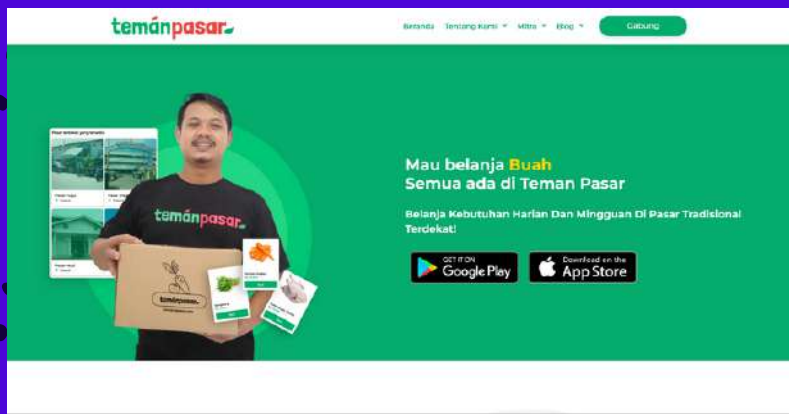 temánpasar
Beranda Tentang Kami Mitra Blog Gabung
Mau belanja Buah
Semua ada di Teman Pasar
Belanja Kebutuhan Harian Dan Mingguan Di Pasar Tradisional
Terdekat!
GET IT ON
Google Play
Download on the
App Store
temánpasar
temánpasar